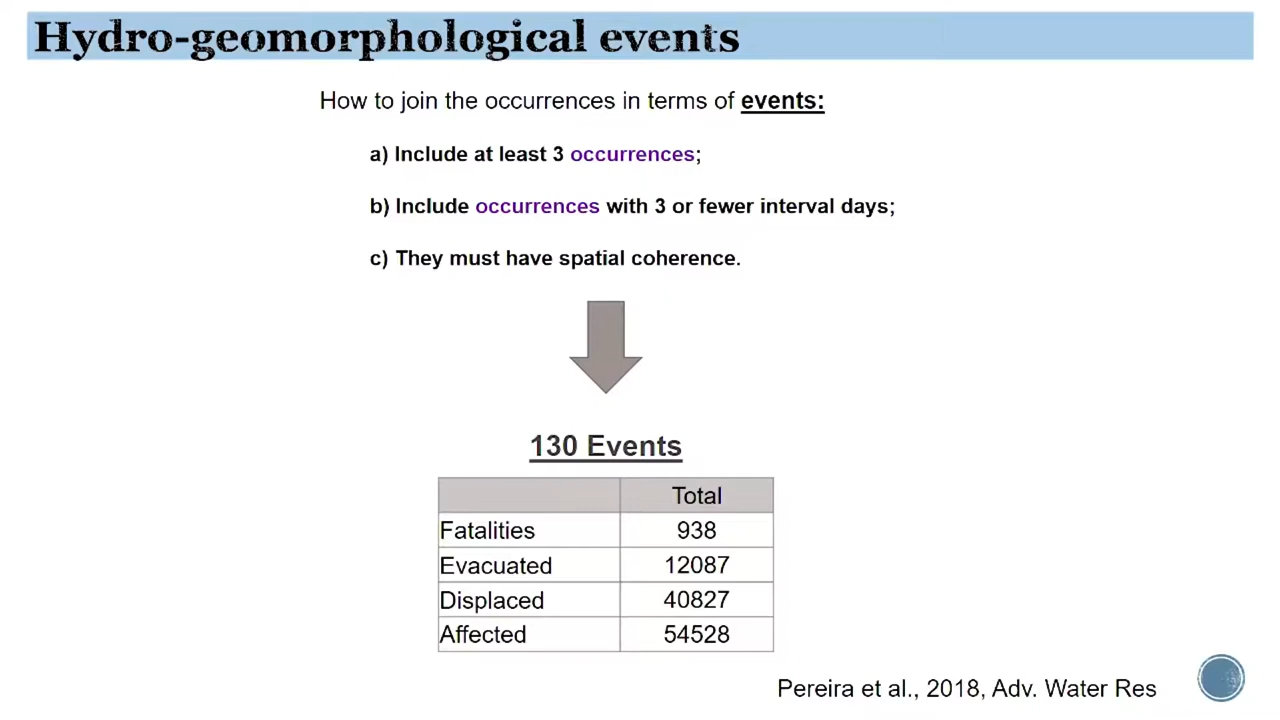 Hydro-geomorphological events
How to join the occurrences in terms of events:
a) Include at least 3 occurrences;
b) Include occurrences with 3 or fewer interval days;
c) They must have spatial coherence.
130 Events
Total
Fatalities 938
Evacuated 12087
Displaced 40827
Affected 54528
Pereira et al., 2018, Adv. Water Res